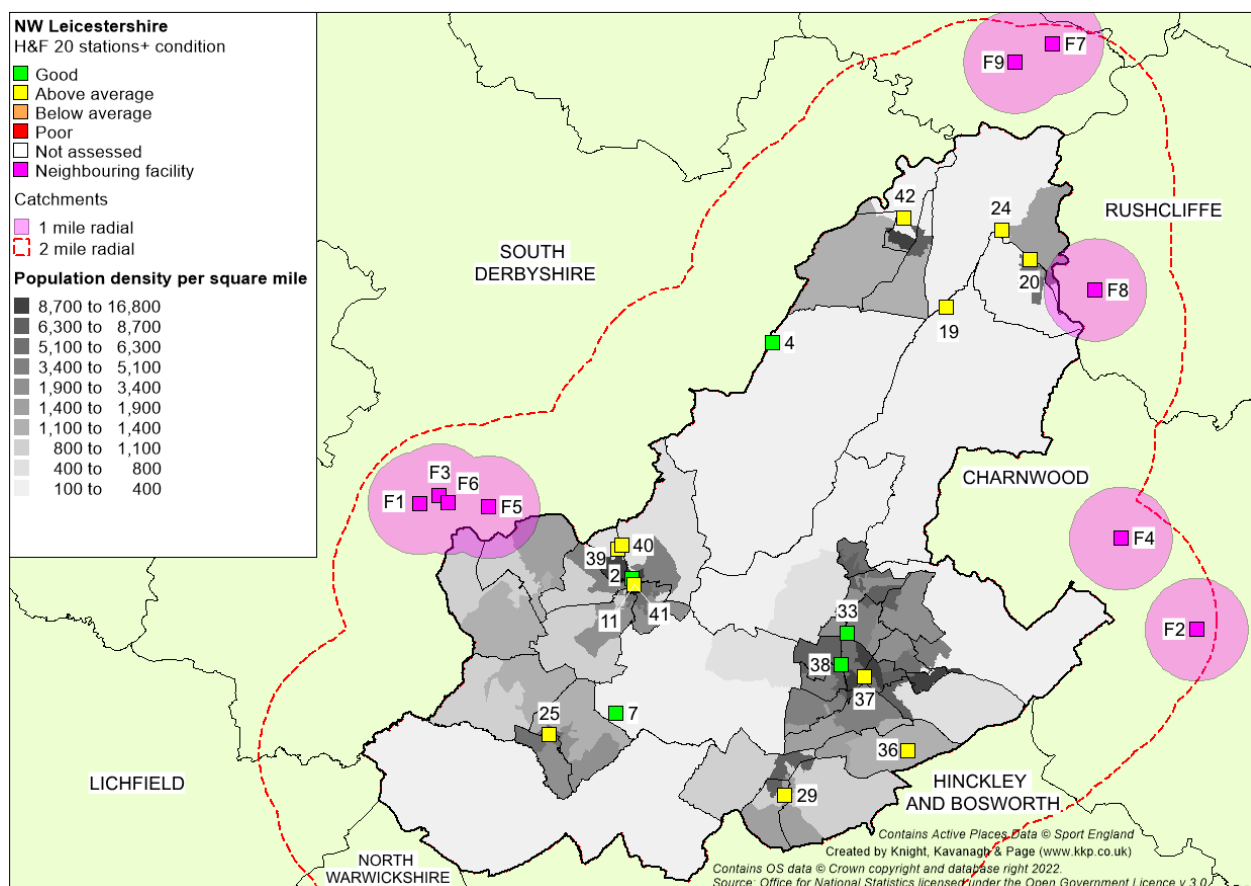 NW Leicestershire
H&F 20 stations+ condition
Good
Above average
Below average
Poor
Not assessed
Neighbouring facility
Catchments
1 mile radial
2 mile radial
Population density per square mile
8,700 to 16,800
6,300 to 8,700
5,100 to 6,300
3,400 to 5,100
1,900 to 3,400
1,400 to 1,900
1,100 to 1,400
800 to 1,100
400 to 800
100 to 400
F7
F9
42
24
RUSHCLIFFE
SOUTH
DERBYSHIRE
20
F8
19
4
CHARNWOOD
F3
F6
F1
F5
F4
40
39
2
11
41
33
F2
38
37
25
7
36
29
LICHFIELD
HINCKLEY
AND BOSWORTH
NORTH
WARWICKSHIRE
Contains Active Places Data © Sport England
Created by Knight, Kavanagh & Page (www.kkp.co.uk)
Contains OS data © Crown copyright and database right 2022.
Source: Office for National Statistics licensed under the Open Government Licence v.3.0